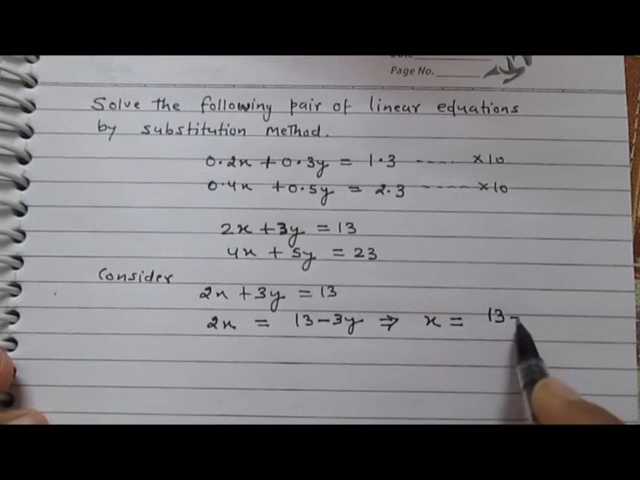 Page No.
Solve the following pair of linear equations
by substitution method.
0.2x + 0.3y = 1.3 ----- ×10
0.4x + 0.5y = 2.3 ----- ×10
2x + 3y = 13
4x + 5y = 23
Consider
2x + 3y = 13
2x = 13 - 3y ⇒ x = 13 -